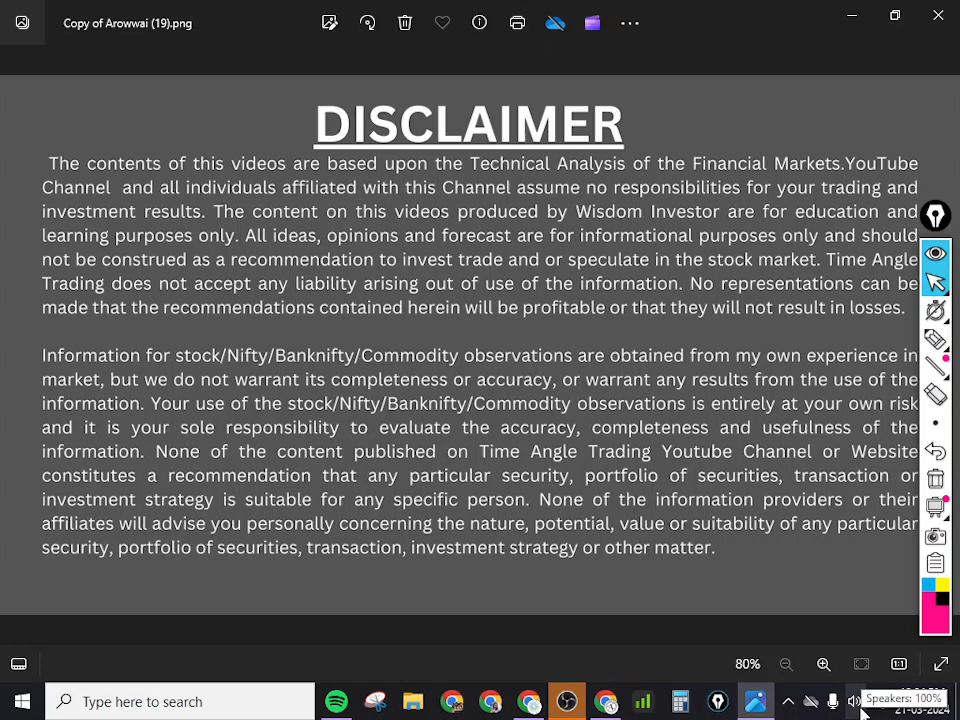 Copy of Arowwai (19).png
DISCLAIMER
The contents of this videos are based upon the Technical Analysis of the Financial Markets.YouTube
Channel and all individuals affiliated with this Channel assume no responsibilities for your trading and
investment results. The content on this videos produced by Wisdom Investor are for education and
learning purposes only. All ideas, opinions and forecast are for informational purposes only and should
not be construed as a recommendation to invest trade and or speculate in the stock market. Time Angle
Trading does not accept any liability arising out of use of the information. No representations can be
made that the recommendations contained herein will be profitable or that they will not result in losses.
Information for stock/Nifty/Banknifty/Commodity observations are obtained from my own experience in
market, but we do not warrant its completeness or accuracy, or warrant any results from the use of the
information. Your use of the stock/Nifty/Banknifty/Commodity observations is entirely at your own risk
and it is your sole responsibility to evaluate the accuracy, completeness and usefulness of the
information. None of the content published on Time Angle Trading Youtube Channel or Website
constitutes a recommendation that any particular security, portfolio of securities, transaction or
investment strategy is suitable for any specific person. None of the information providers or their
affiliates will advise you personally concerning the nature, potential, value or suitability of any particular
security, portfolio of securities, transaction, investment strategy or other matter.
80%
1:1
Type here to search
Speakers: 100%
21-03-2024